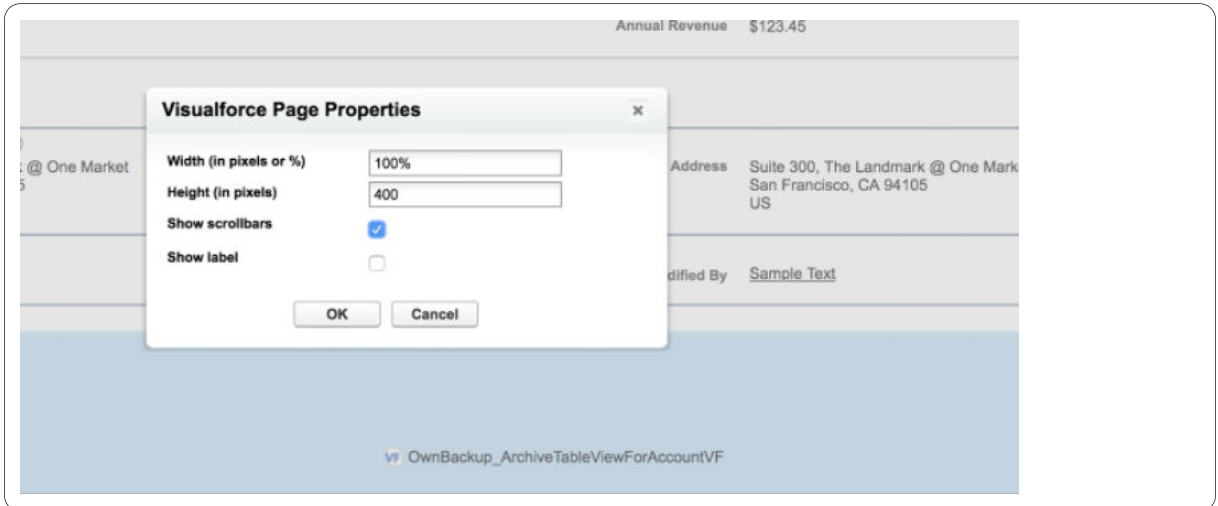 Annual Revenue $123.45
Visualforce Page Properties
Width (in pixels or %) 100%
@ One Market
Address Suite 300, The Landmark @ One Mark
Height (in pixels) 400
San Francisco, CA 94105
US
Show scrollbars
Show label
dified By Sample Text
OK Cancel
VF OwnBackup_ArchiveTableViewForAccountVF